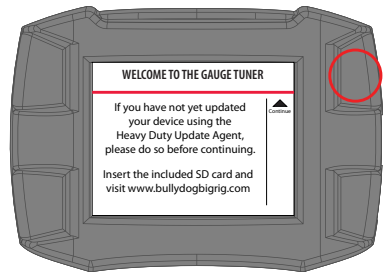 WELCOME TO THE GAUGE TUNER
If you have not yet updated
your device using the
Heavy Duty Update Agent,
please do so before continuing.
Continue
Insert the included SD card and
visit www.bullydogbigrig.com